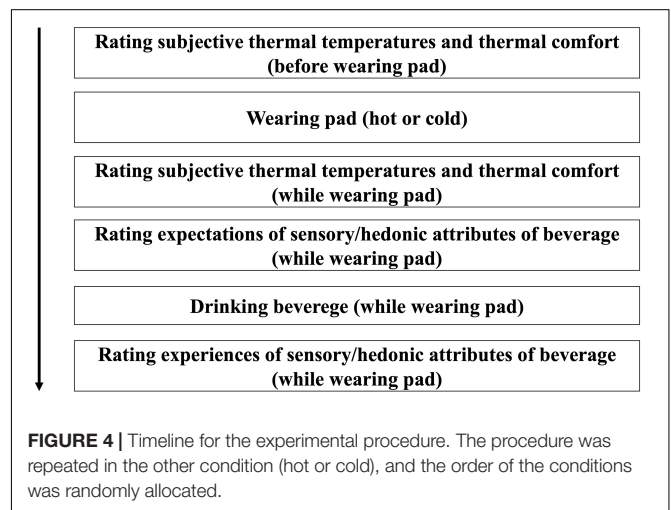 Rating subjective thermal temperatures and thermal comfort
(before wearing pad)
Wearing pad (hot or cold)
Rating subjective thermal temperatures and thermal comfort
(while wearing pad)
Rating expectations of sensory/hedonic attributes of beverage
(while wearing pad)
Drinking beverege (while wearing pad)
Rating experiences of sensory/hedonic attributes of beverage
(while wearing pad)
FIGURE 4 | Timeline for the experimental procedure. The procedure was
repeated in the other condition (hot or cold), and the order of the conditions
was randomly allocated.